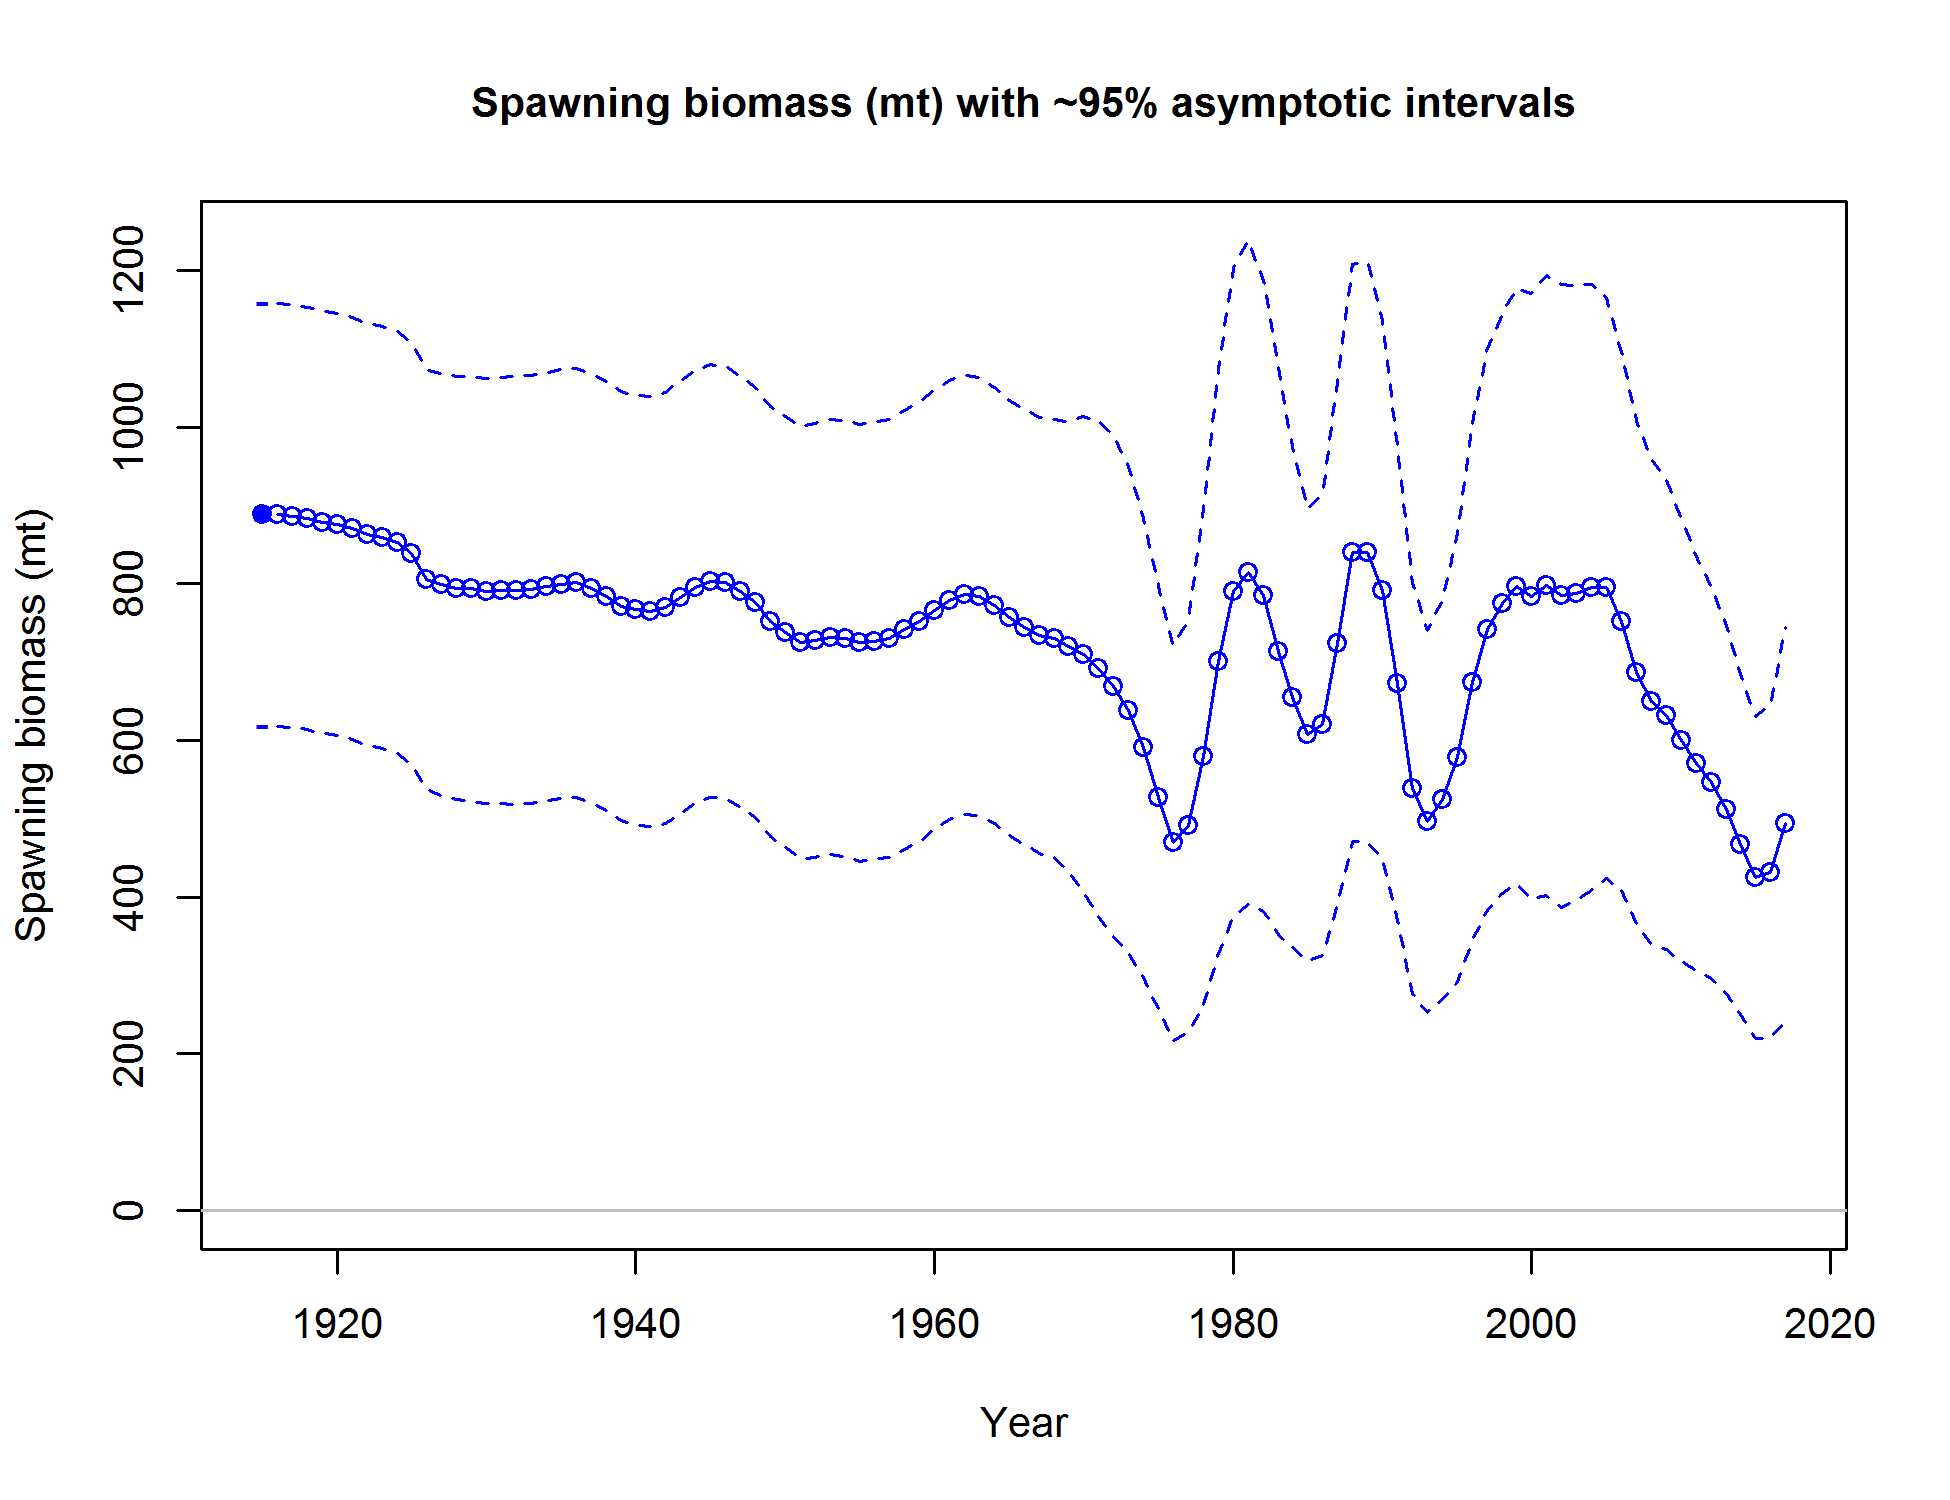 Spawning biomass (mt) with ~95% asymptotic intervals
Spawning biomass (mt)
1200
1000
800
600
400
200
0
1920 1940 1960 1980 2000 2020
Year